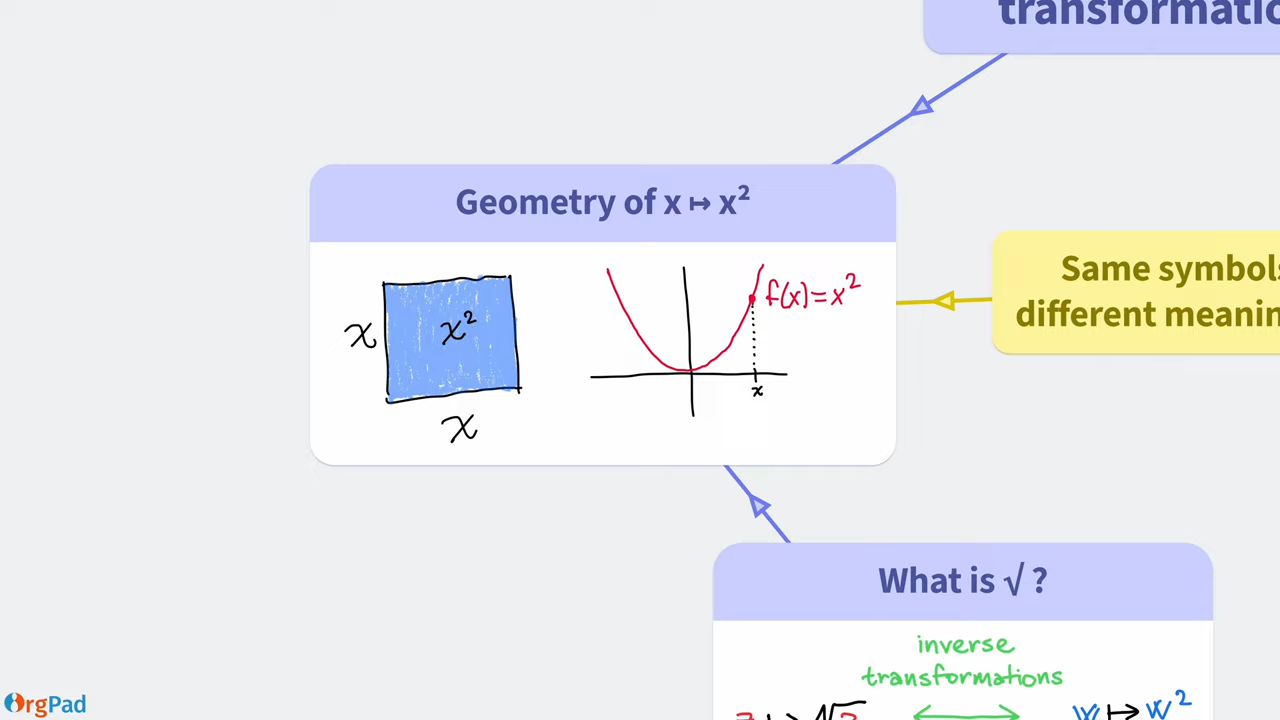 transformatio
Geometry of x ↦ x²
x
x²
x
f(x)=x²
x
Same symbols
different meanin
What is √ ?
inverse
transformations
w ↦ w²
OrgPad